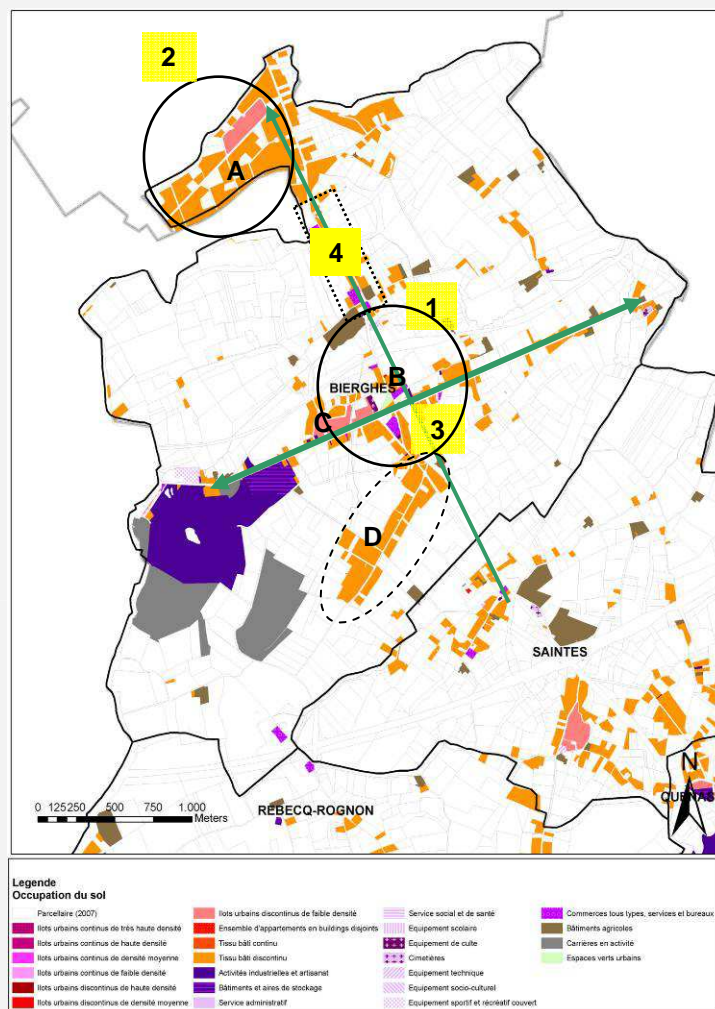 2
A
4
1
B
BIERGHES
C
3
D
SAINTES
N
0 125 250 500 750 1.000
Meters
REBECQ-ROGNON
QUENAS
Legende
Occupation du sol
Parcellaire (2007)
Ilots urbains continus de très haute densité
Ilots urbains continus de haute densité
Ilots urbains continus de densité moyenne
Ilots urbains continus de faible densité
Ilots urbains discontinus de haute densité
Ilots urbains discontinus de densité moyenne
Ilots urbains discontinus de faible densité
Ensemble d'appartements en buildings disjoints
Tissu bâti continu
Tissu bâti discontinu
Activités industrielles et artisanat
Bâtiments et aires de stockage
Service administratif
Service social et de santé
Equipement scolaire
Equipement de culte
Cimetières
Equipement technique
Equipement socio-culturel
Equipement sportif et récréatif couvert
Commerces tous types, services et bureaux
Bâtiments agricoles
Carrières en activité
Espaces verts urbains